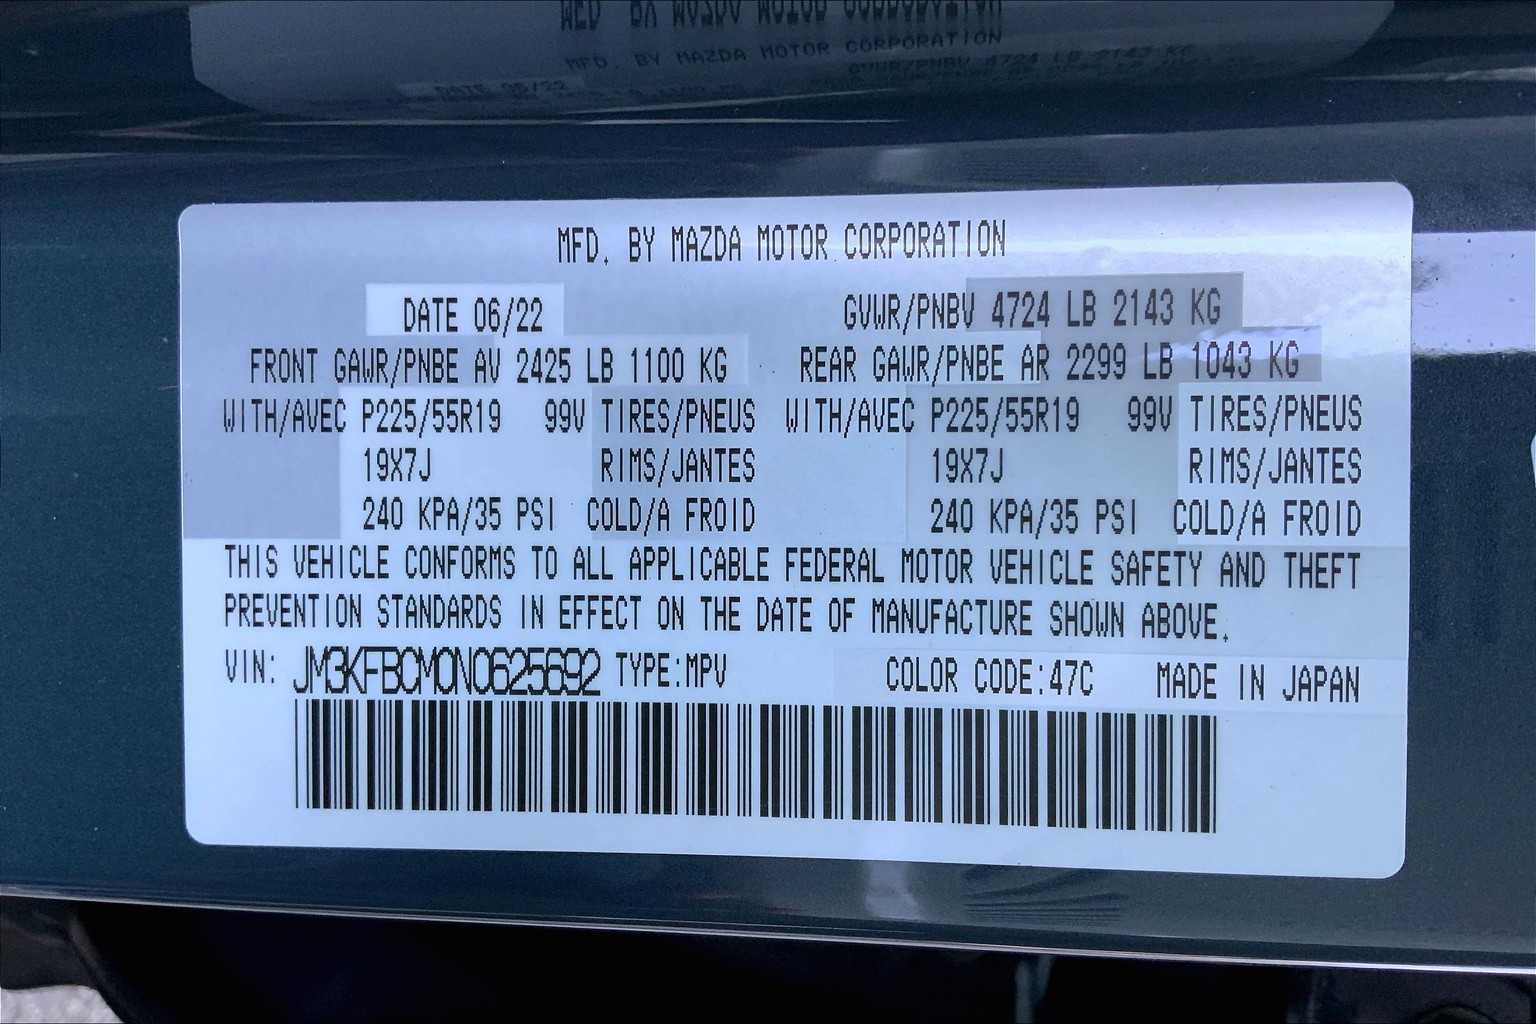 MFD. BY MAZDA MOTOR CORPORATION
DATE 06/22 GVWR/PNBV 4724 LB 2143 KG
FRONT GAWR/PNBE AV 2425 LB 1100 KG REAR GAWR/PNBE AR 2299 LB 1043 KG
WITH/AVEC P225/55R19 99V TIRES/PNEUS WITH/AVEC P225/55R19 99V TIRES/PNEUS
19X7J RIMS/JANTES 19X7J RIMS/JANTES
240 KPA/35 PSI COLD/A FROID 240 KPA/35 PSI COLD/A FROID
THIS VEHICLE CONFORMS TO ALL APPLICABLE FEDERAL MOTOR VEHICLE SAFETY AND THEFT
PREVENTION STANDARDS IN EFFECT ON THE DATE OF MANUFACTURE SHOWN ABOVE.
VIN: JM3KFBCM0N0625692 TYPE:MPV COLOR CODE:47C MADE IN JAPAN